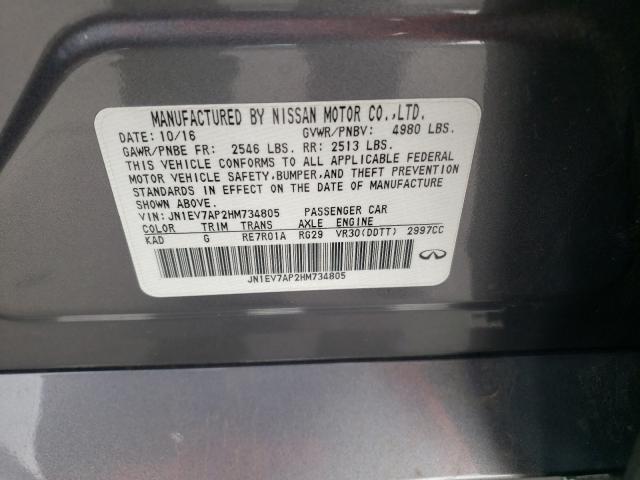 MANUFACTURED BY NISSAN MOTOR CO.,LTD.
DATE: 10/16 GVWR/PNBV: 4980 LBS.
GAWR/PNBE FR: 2546 LBS. RR: 2513 LBS.
THIS VEHICLE CONFORMS TO ALL APPLICABLE FEDERAL
MOTOR VEHICLE SAFETY,BUMPER,AND THEFT PREVENTION
STANDARDS IN EFFECT ON THE DATE OF MANUFACTURE
SHOWN ABOVE.
VIN: JN1EV7AP2HM734805 PASSENGER CAR
COLOR TRIM TRANS AXLE ENGINE
KAD G RE7R01A RG29 VR30(DDTT) 2997CC
JN1EV7AP2HM734805